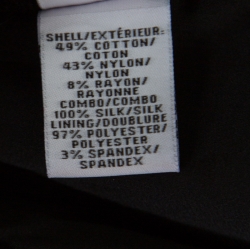 SHELL/EXTÉRIEUR:
49% COTTON/
COTON
43% NYLON/
NYLON
8% RAYON/
RAYONNE
COMBO/COMBO
100% SILK/SILK
LINING/DOUBLURE
97% POLYESTER/
POLYESTER
3% SPANDEX/
SPANDEX